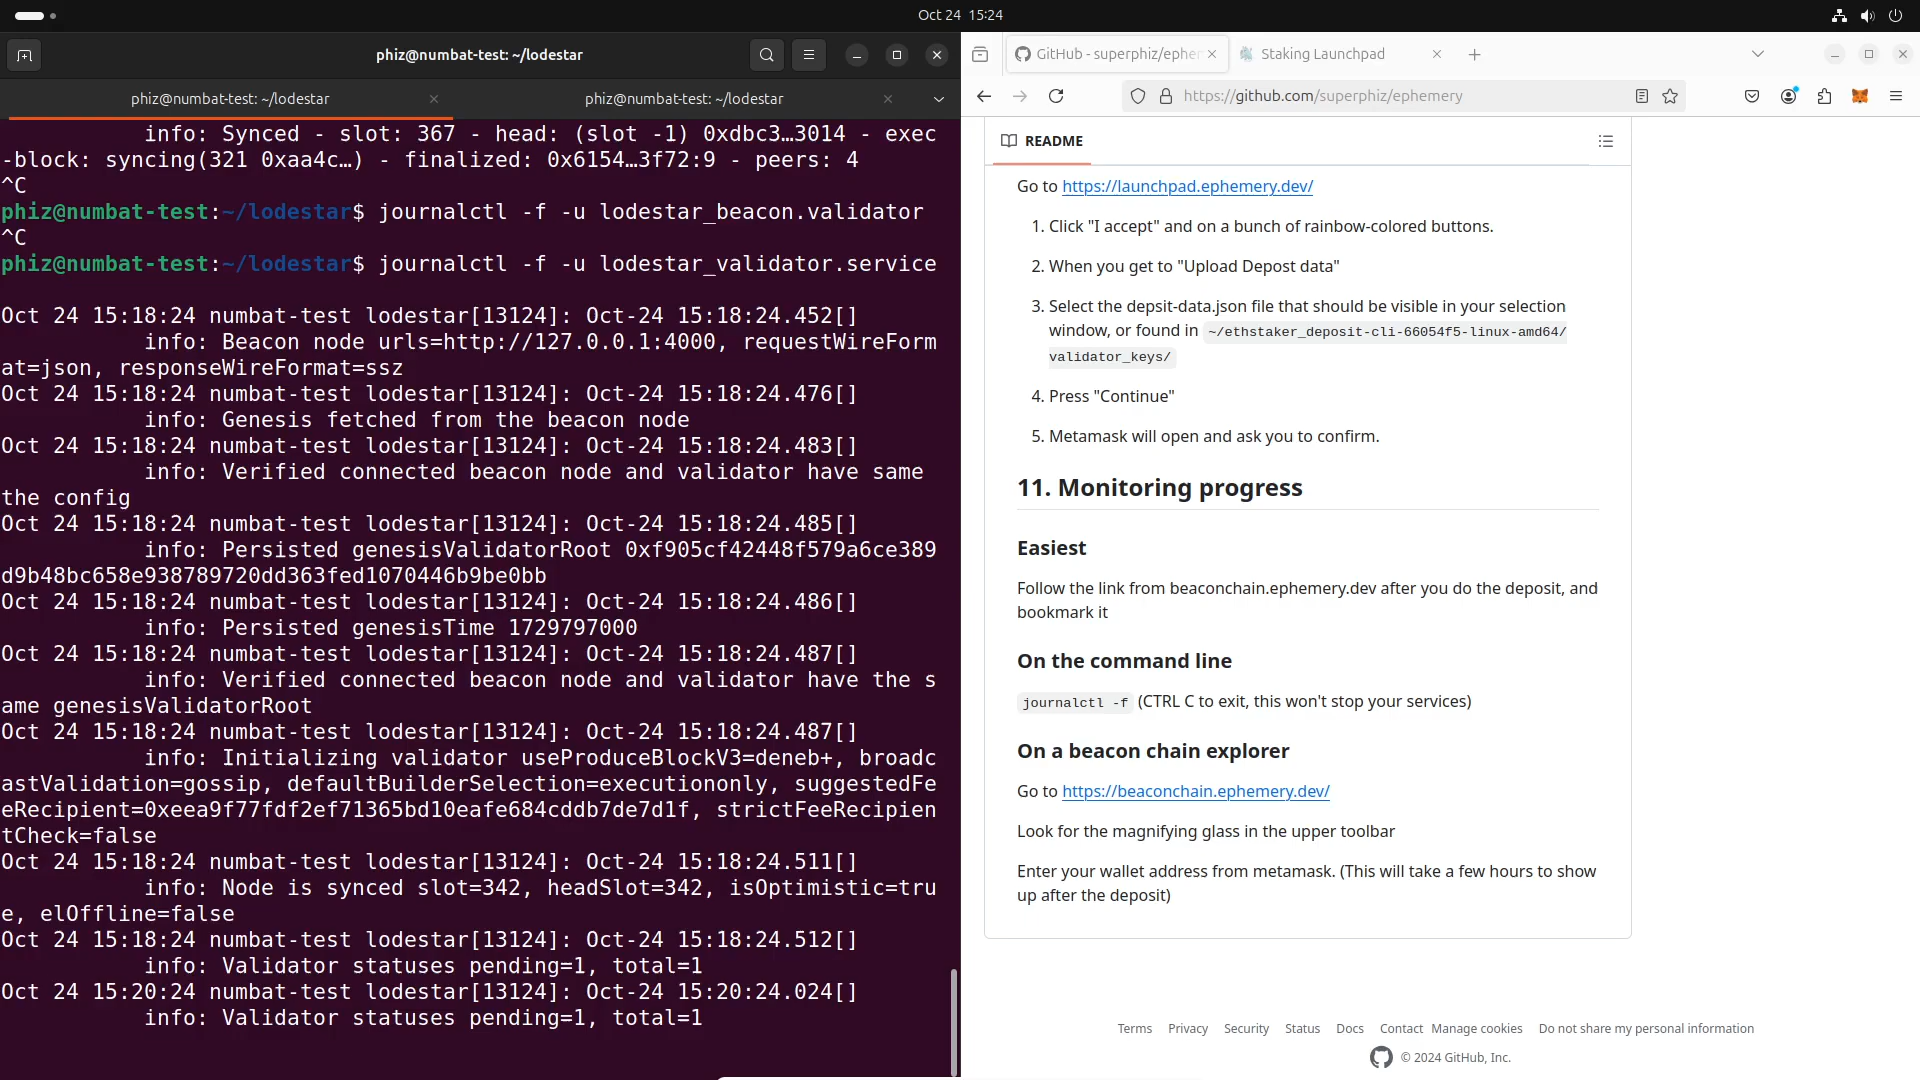 Oct 24 15:24
phiz@numbat-test: ~/lodestar
phiz@numbat-test: ~/lodestar
phiz@numbat-test: ~/lodestar
info: Synced - slot: 367 - head: (slot -1) 0xdbc3…3014 - exec
-block: syncing(321 0xaa4c…) - finalized: 0x6154…3f72:9 - peers: 4
^C
phiz@numbat-test:~/lodestar$ journalctl -f -u lodestar_beacon.validator
^C
phiz@numbat-test:~/lodestar$ journalctl -f -u lodestar_validator.service
Oct 24 15:18:24 numbat-test lodestar[13124]: Oct-24 15:18:24.452[]
info: Beacon node urls=http://127.0.0.1:4000, requestWireForm
at=json, responseWireFormat=ssz
Oct 24 15:18:24 numbat-test lodestar[13124]: Oct-24 15:18:24.476[]
info: Genesis fetched from the beacon node
Oct 24 15:18:24 numbat-test lodestar[13124]: Oct-24 15:18:24.483[]
info: Verified connected beacon node and validator have same
the config
Oct 24 15:18:24 numbat-test lodestar[13124]: Oct-24 15:18:24.485[]
info: Persisted genesisValidatorRoot 0xf905cf42448f579a6ce389
d9b48bc658e938789720dd363fed1070446b9be0bb
Oct 24 15:18:24 numbat-test lodestar[13124]: Oct-24 15:18:24.486[]
info: Persisted genesisTime 1729797000
Oct 24 15:18:24 numbat-test lodestar[13124]: Oct-24 15:18:24.487[]
info: Verified connected beacon node and validator have the s
ame genesisValidatorRoot
Oct 24 15:18:24 numbat-test lodestar[13124]: Oct-24 15:18:24.487[]
info: Initializing validator useProduceBlockV3=deneb+, broadc
astValidation=gossip, defaultBuilderSelection=executiononly, suggestedFe
eRecipient=0xeea9f77fdf2ef71365bd10eafe684cddb7de7d1f, strictFeeRecipien
tCheck=false
Oct 24 15:18:24 numbat-test lodestar[13124]: Oct-24 15:18:24.511[]
info: Node is synced slot=342, headSlot=342, isOptimistic=tru
e, elOffline=false
Oct 24 15:18:24 numbat-test lodestar[13124]: Oct-24 15:18:24.512[]
info: Validator statuses pending=1, total=1
Oct 24 15:20:24 numbat-test lodestar[13124]: Oct-24 15:20:24.024[]
info: Validator statuses pending=1, total=1
GitHub - superphiz/ephem
Staking Launchpad
https://github.com/superphiz/ephemery
README
Go to https://launchpad.ephemery.dev/
1. Click "I accept" and on a bunch of rainbow-colored buttons.
2. When you get to "Upload Depost data"
3. Select the depsit-data.json file that should be visible in your selection
window, or found in ~/ethstaker_deposit-cli-66054f5-linux-amd64/
validator_keys/
4. Press "Continue"
5. Metamask will open and ask you to confirm.
11. Monitoring progress
Easiest
Follow the link from beaconchain.ephemery.dev after you do the deposit, and
bookmark it
On the command line
journalctl -f (CTRL C to exit, this won't stop your services)
On a beacon chain explorer
Go to https://beaconchain.ephemery.dev/
Look for the magnifying glass in the upper toolbar
Enter your wallet address from metamask. (This will take a few hours to show
up after the deposit)
Terms Privacy Security Status Docs Contact Manage cookies Do not share my personal information
© 2024 GitHub, Inc.